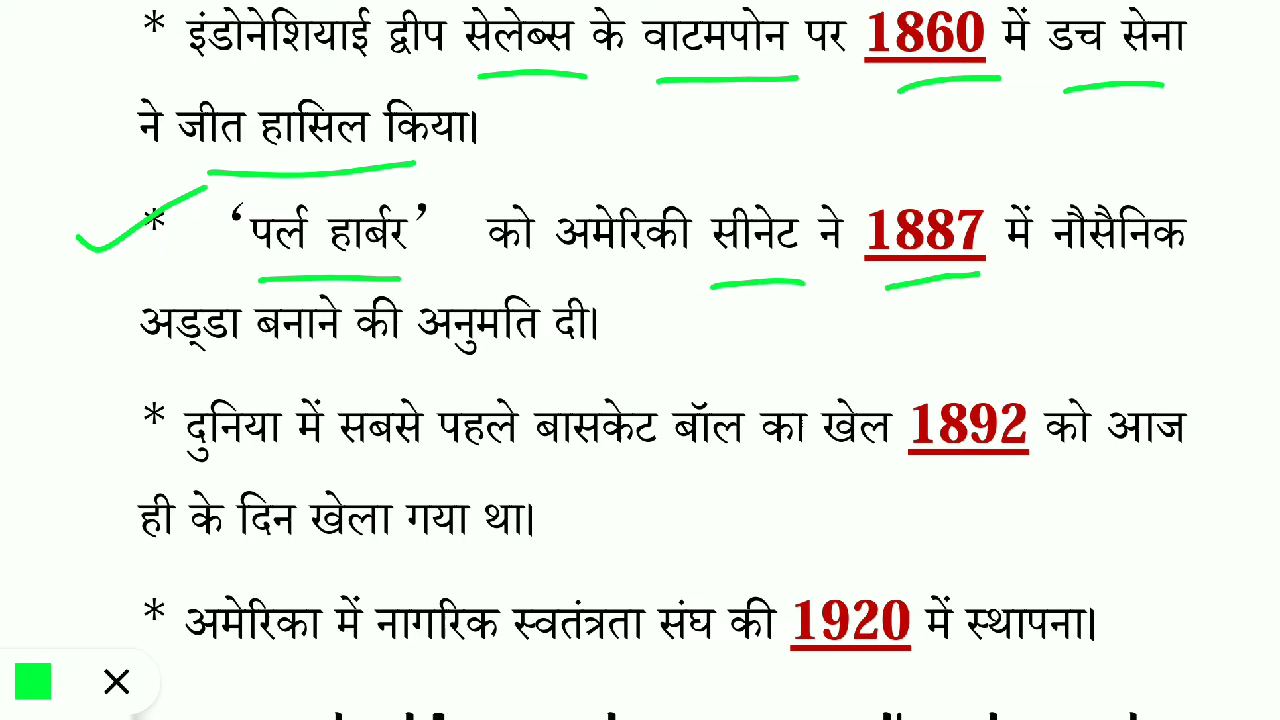 * इंडोनेशियाई द्वीप सेलेब्स के वाटमपोन पर 1860 में डच सेना
ने जीत हासिल किया।
* ‘पर्ल हार्बर’ को अमेरिकी सीनेट ने 1887 में नौसैनिक
अड्‌डा बनाने की अनुमति दी।
* दुनिया में सबसे पहले बासकेट बॉल का खेल 1892 को आज
ही के दिन खेला गया था।
* अमेरिका में नागरिक स्वतंत्रता संघ की 1920 में स्थापना।